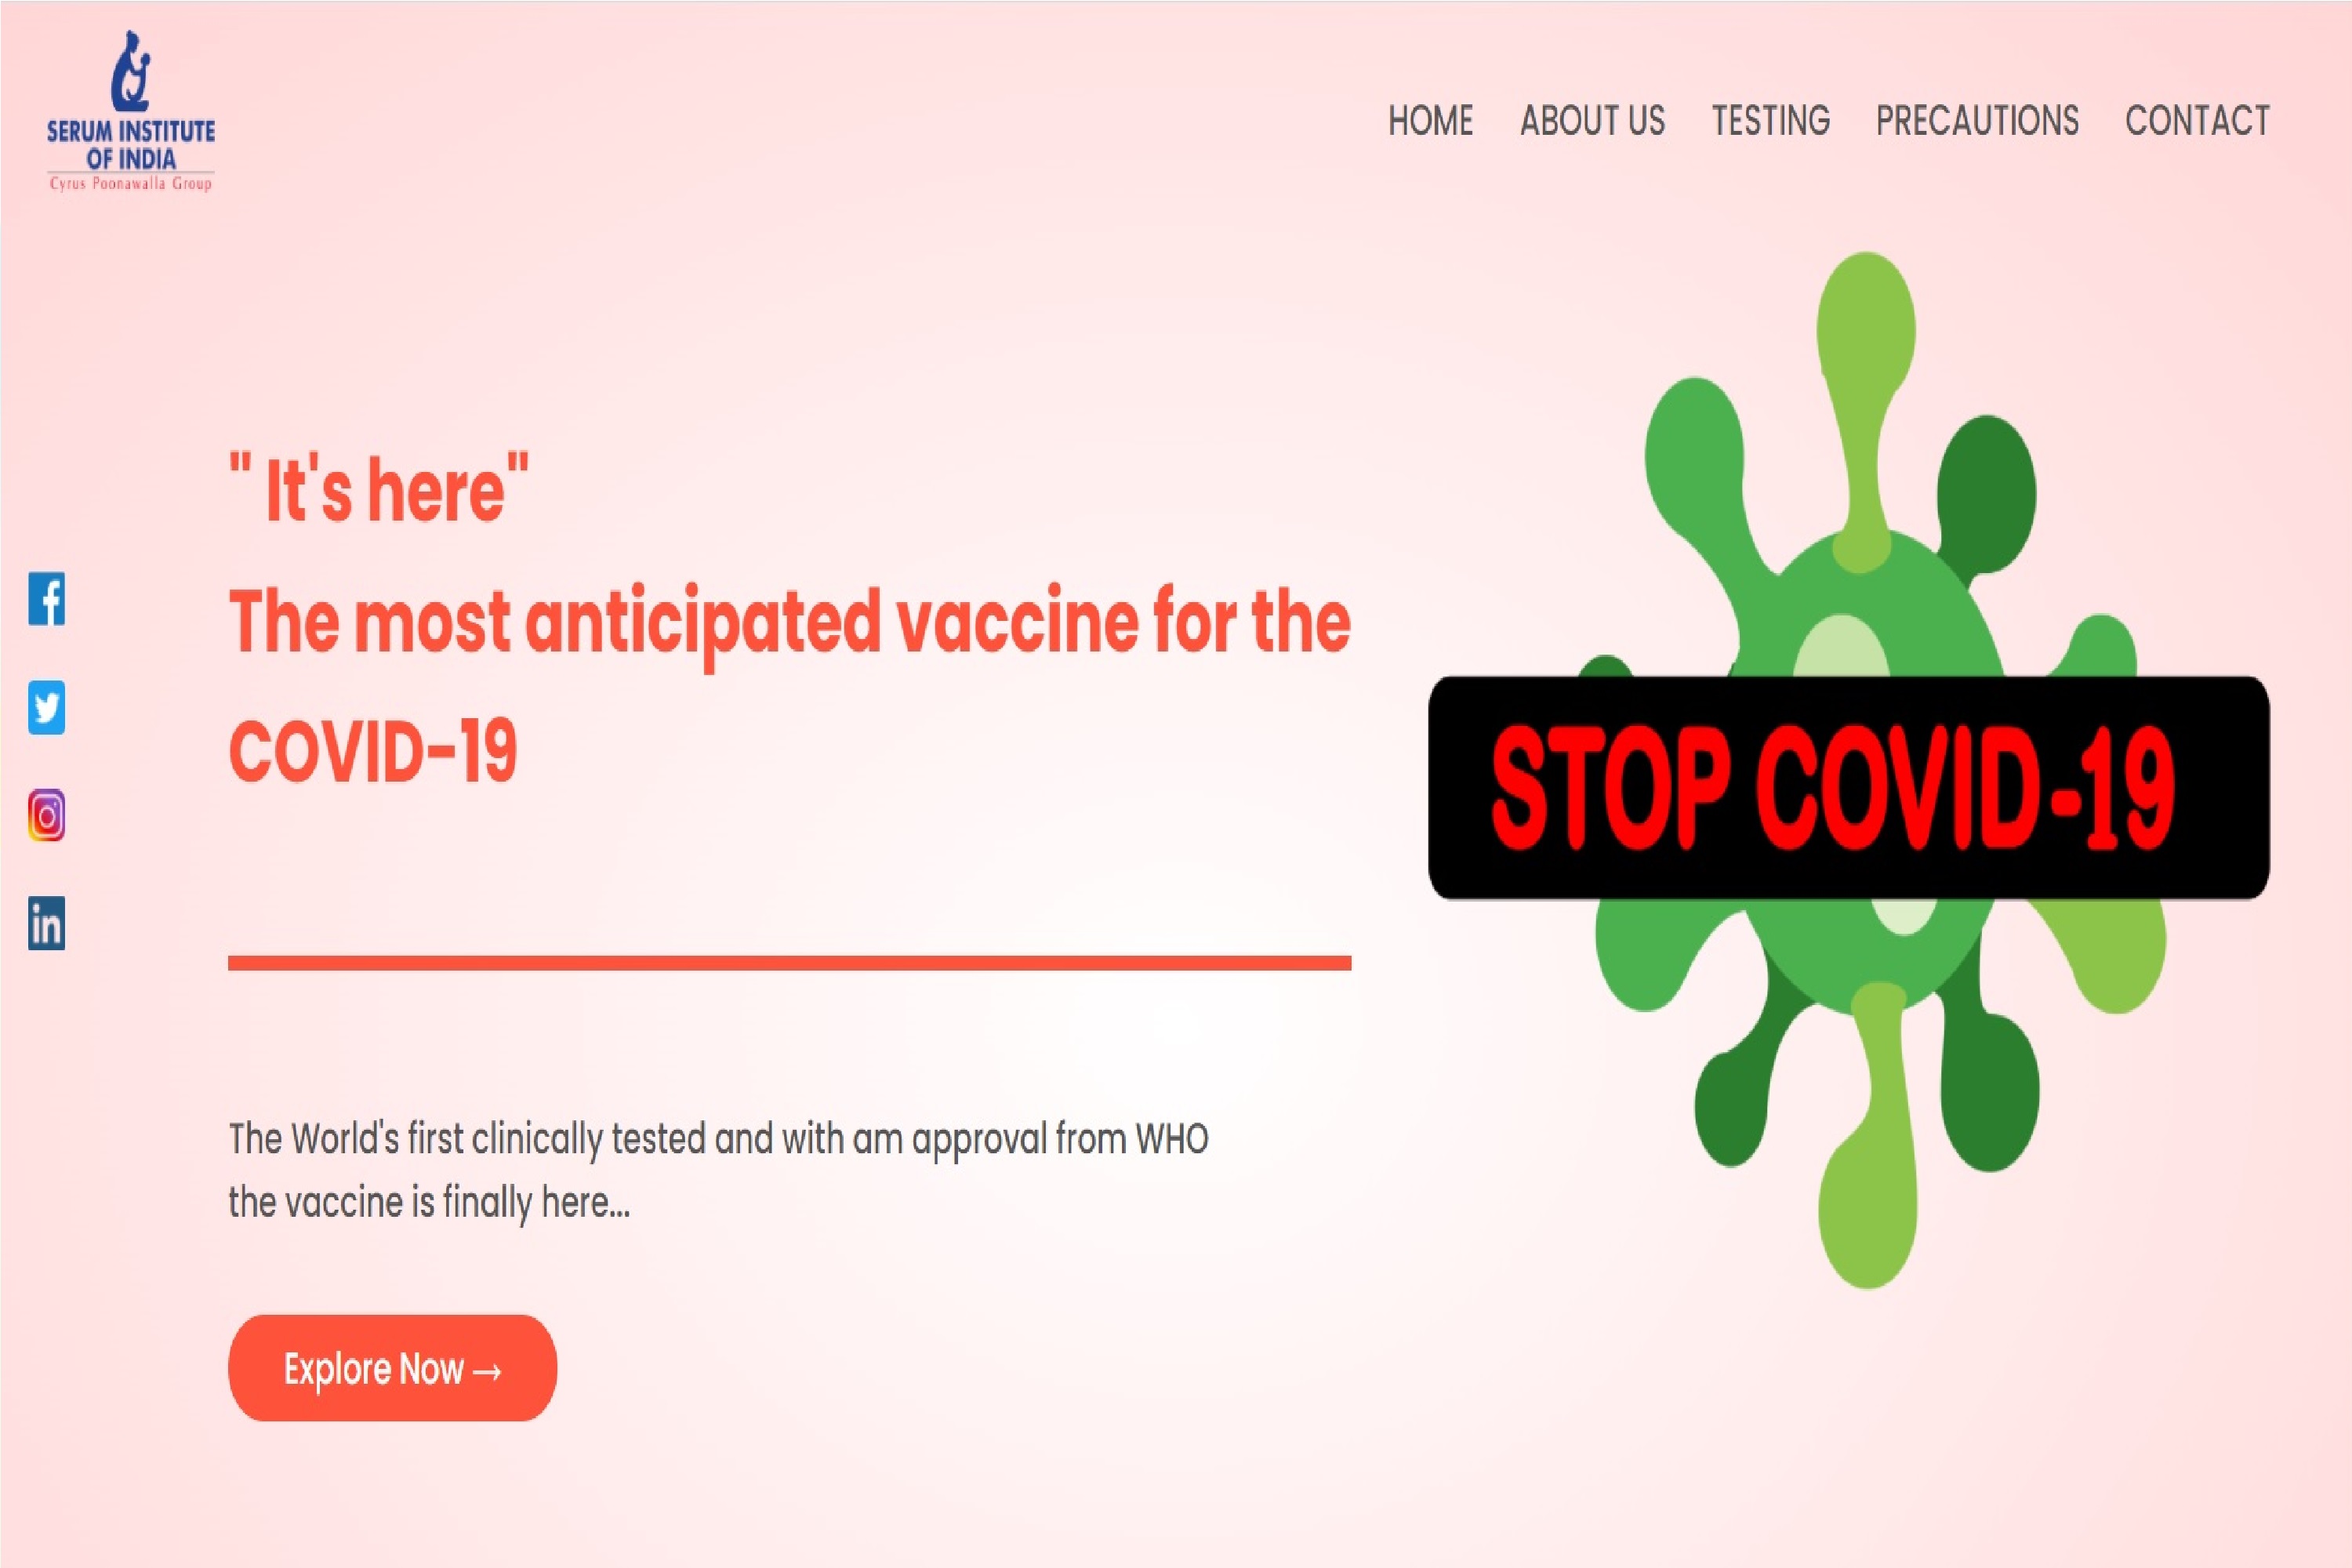 SERUM INSTITUTE
OF INDIA
Cyrus Poonawalla Group
HOME ABOUT US TESTING PRECAUTIONS CONTACT
" It's here"
The most anticipated vaccine for the
COVID-19
STOP COVID-19
The World's first clinically tested and with am approval from WHO
the vaccine is finally here...
Explore Now →